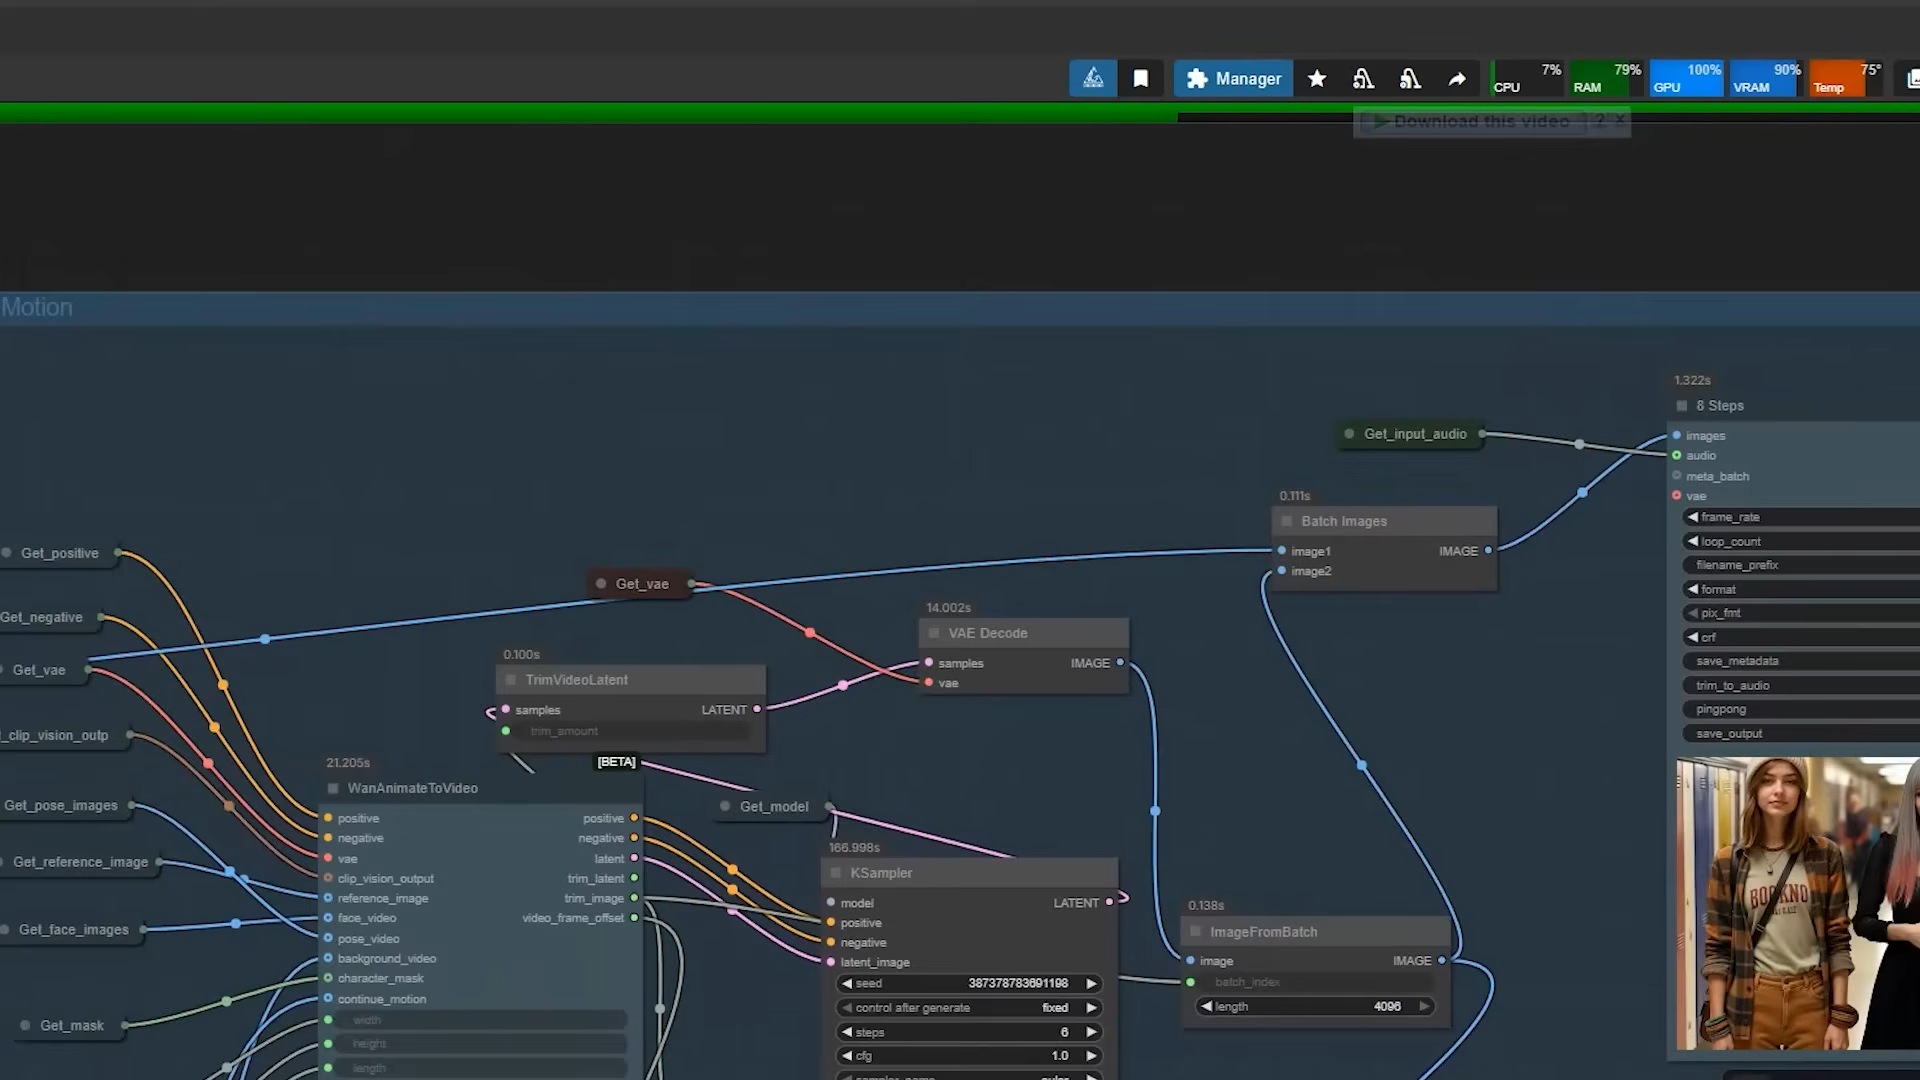 Manager
CPU 7%
RAM 79%
GPU 100%
VRAM 90%
Temp 75°
Download this video ? X
Motion
1.322s
8 Steps
images
audio
meta_batch
vae
frame_rate
loop_count
filename_prefix
format
pix_fmt
crf
save_metadata
trim_to_audio
pingpong
save_output
Get_input_audio
0.111s
Batch Images
image1 IMAGE
image2
Get_positive
Get_negative
Get_vae
_clip_vision_outp
Get_pose_images
Get_reference_image
Get_face_images
Get_mask
Get_vae
14.002s
VAE Decode
samples IMAGE
vae
0.100s
TrimVideoLatent
samples LATENT
trim_amount
[BETA]
21.205s
WanAnimateToVideo
positive positive
negative negative
vae latent
clip_vision_output trim_latent
reference_image trim_image
face_video video_frame_offset
pose_video
background_video
character_mask
continue_motion
width
height
length
Get_model
166.998s
KSampler
model LATENT
positive
negative
latent_image
seed 387378783691198
control after generate fixed
steps 6
cfg 1.0
0.138s
ImageFromBatch
image IMAGE
batch_index
length 4096